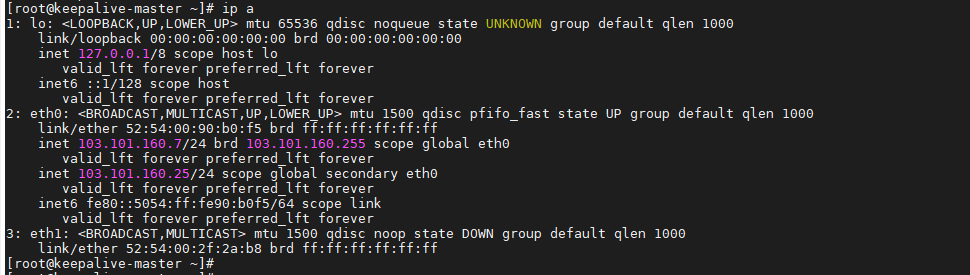 [root@keepalive-master ~]# ip a
1: lo: <LOOPBACK,UP,LOWER_UP> mtu 65536 qdisc noqueue state UNKNOWN group default qlen 1000
    link/loopback 00:00:00:00:00:00 brd 00:00:00:00:00:00
    inet 127.0.0.1/8 scope host lo
       valid_lft forever preferred_lft forever
    inet6 ::1/128 scope host
       valid_lft forever preferred_lft forever
2: eth0: <BROADCAST,MULTICAST,UP,LOWER_UP> mtu 1500 qdisc pfifo_fast state UP group default qlen 1000
    link/ether 52:54:00:90:b0:f5 brd ff:ff:ff:ff:ff:ff
    inet 103.101.160.7/24 brd 103.101.160.255 scope global eth0
       valid_lft forever preferred_lft forever
    inet 103.101.160.25/24 scope global secondary eth0
       valid_lft forever preferred_lft forever
    inet6 fe80::5054:ff:fe90:b0f5/64 scope link
       valid_lft forever preferred_lft forever
3: eth1: <BROADCAST,MULTICAST> mtu 1500 qdisc noop state DOWN group default qlen 1000
    link/ether 52:54:00:2f:2a:b8 brd ff:ff:ff:ff:ff:ff
[root@keepalive-master ~]#